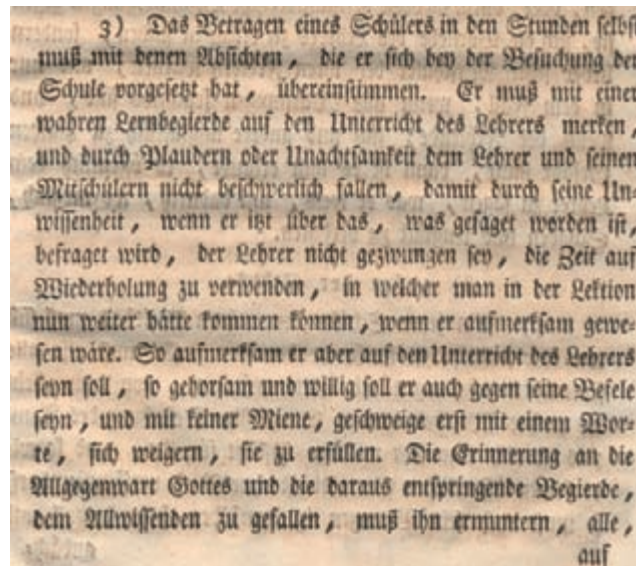 3) Das Betragen eines Schülers in den Stunden selbst
muß mit denen Absichten, die er sich bey der Besuchung der
Schule vorgesetzt hat, übereinstimmen. Er muß mit einer
wahren Lernbegierde auf den Unterricht des Lehrers merken,
und durch Plaudern oder Unachtsamkeit dem Lehrer und seinen
Mitschülern nicht beschwerlich fallen, damit durch seine Un-
wissenheit, wenn er itzt über das, was gesaget worden ist,
befraget wird, der Lehrer nicht gezwungen sey, die Zeit auf
Wiederholung zu verwenden, in welcher man in der Lektion
nun weiter hätte kommen können, wenn er aufmerksam gewe-
sen wäre. So aufmerksam er aber auf den Unterricht des Lehrers
seyn soll, so gehorsam und willig soll er auch gegen seine Befele
seyn, und mit keiner Miene, geschweige erst mit einem Wor-
te, sich weigern, sie zu erfüllen. Die Erinnerung an die
Allgegenwart Gottes und die daraus entspringende Begierde,
dem Allwissenden zu gefallen, muß ihn ermuntern, alle,
auf